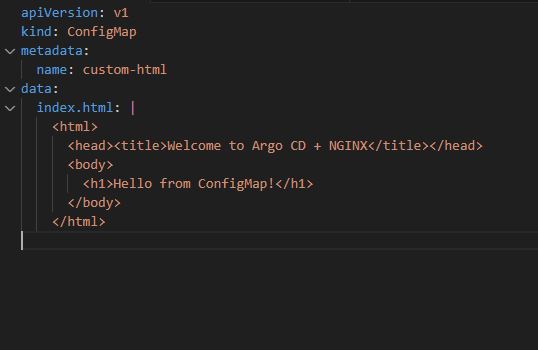 apiVersion: v1
kind: ConfigMap
metadata:
  name: custom-html
data:
  index.html: |
    <html>
      <head><title>Welcome to Argo CD + NGINX</title></head>
      <body>
        <h1>Hello from ConfigMap!</h1>
      </body>
    </html>